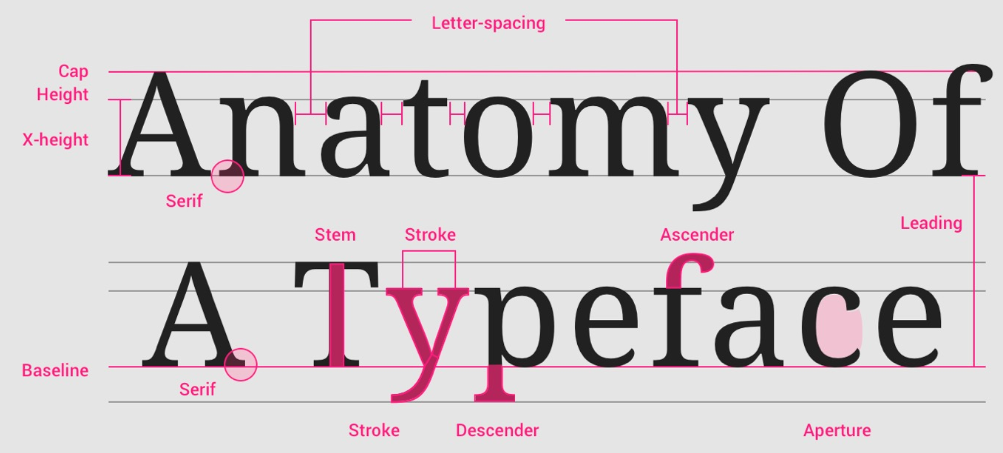 Letter-spacing
Cap
Height
X-height
Anatomy Of
Serif
Leading
Stem
Stroke
Ascender
A Typeface
Baseline
Serif
Stroke
Descender
Aperture